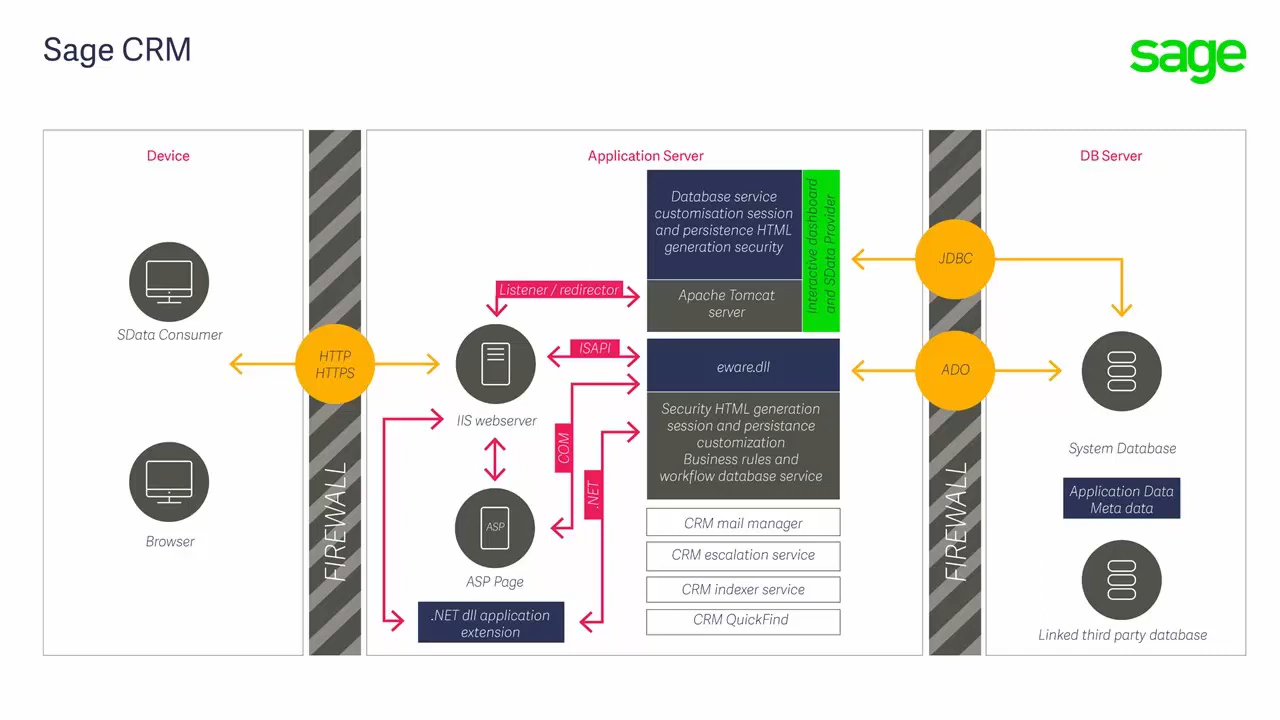 Sage CRM
sage
Device
SData Consumer
Browser
HTTP
HTTPS
FIREWALL
Application Server
Database service
customisation session
and persistence HTML
generation security
Interactive dashboard
and SData Provider
Apache Tomcat
server
Listener / redirector
ISAPI
eware.dll
IIS webserver
Security HTML generation
session and persistance
customization
Business rules and
workflow database service
COM
.NET
ASP
ASP Page
.NET dll application
extension
CRM mail manager
CRM escalation service
CRM indexer service
CRM QuickFind
JDBC
ADO
FIREWALL
DB Server
System Database
Application Data
Meta data
Linked third party database